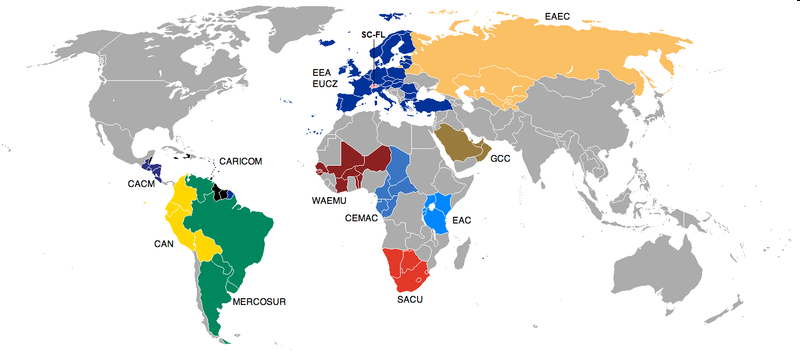 EAEC
SC-FL
EEA
EUCZ
CARICOM
GCC
CACM
WAEMU
CEMAC
EAC
CAN
MERCOSUR
SACU